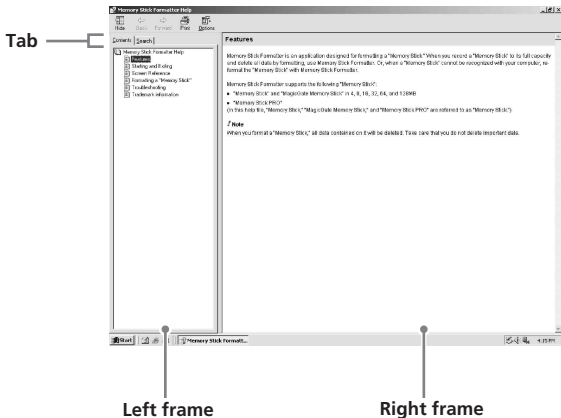 Memory Stick Formatter Help
Hide Back Forward Print Options
Tab
Contents Search
Memory Stick Formatter Help
Features
Starting and Exiting
Screen Reference
Formatting a "Memory Stick"
Troubleshooting
Trademark information
Features
Memory Stick Formatter is an application designed for formatting a "Memory Stick." When you record a "Memory Stick" to its full capacity
and delete all data by formatting, use Memory Stick Formatter. Or, when a "Memory Stick" cannot be recognized with your computer, re-
format the "Memory Stick" with Memory Stick Formatter.
Memory Stick Formatter supports the following "Memory Stick":
• "Memory Stick" and "MagicGate Memory Stick" in 4, 8, 16, 32, 64, and 128MB
• "Memory Stick PRO"
(In this help file, "Memory Stick," "MagicGate Memory Stick," and "Memory Stick PRO" are referred to as "Memory Stick").
Note
When you format a "Memory Stick," all data contained on it will be deleted. Take care that you do not delete important data.
Start
Memory Stick Formatt...
4:35 PM
Left frame
Right frame